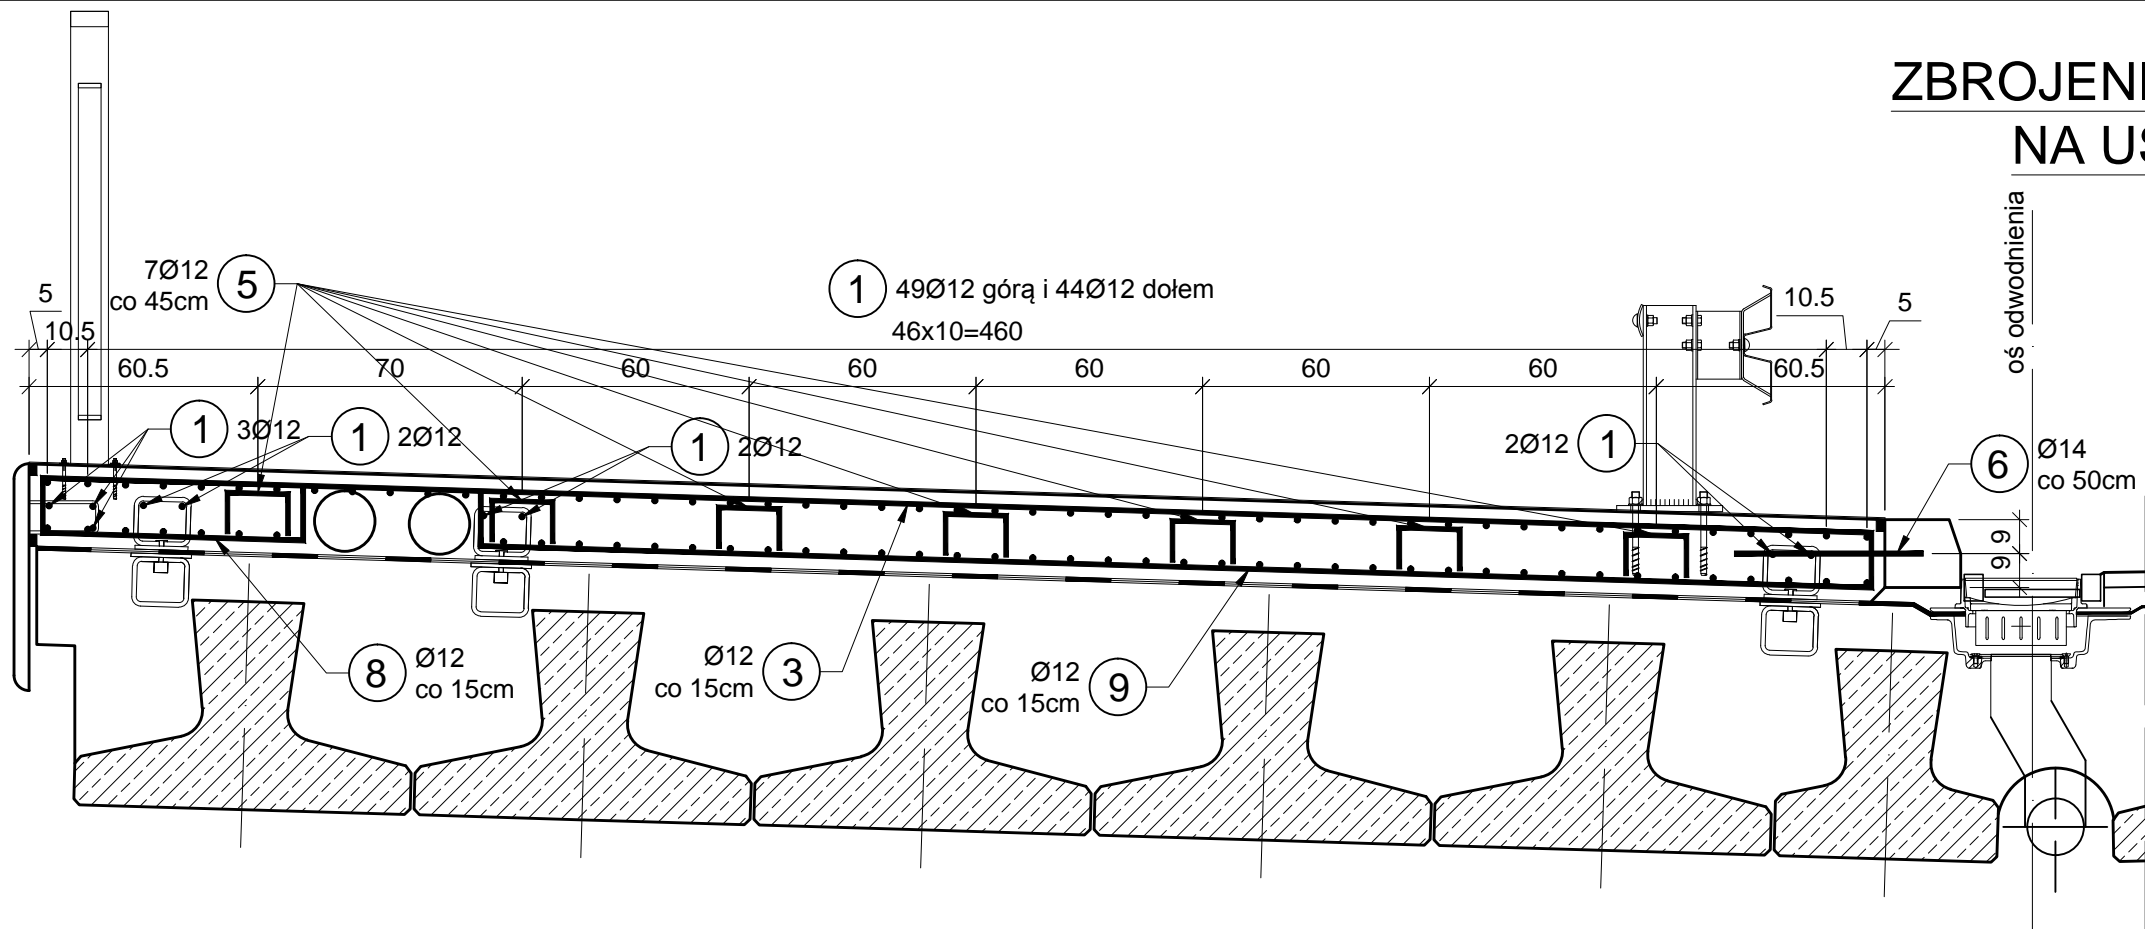 ZBROJENI
NA US
oś odwodnienia
7Ø12
co 45cm
5
1
49Ø12 górą i 44Ø12 dołem
46x10=460
5
10.5
10.5
5
60.5
70
60
60
60
60
60
60.5
1
3Ø12
1
2Ø12
1
2Ø12
2Ø12
1
6
Ø14
co 50cm
9
9
8
Ø12
co 15cm
Ø12
co 15cm
3
Ø12
co 15cm
9